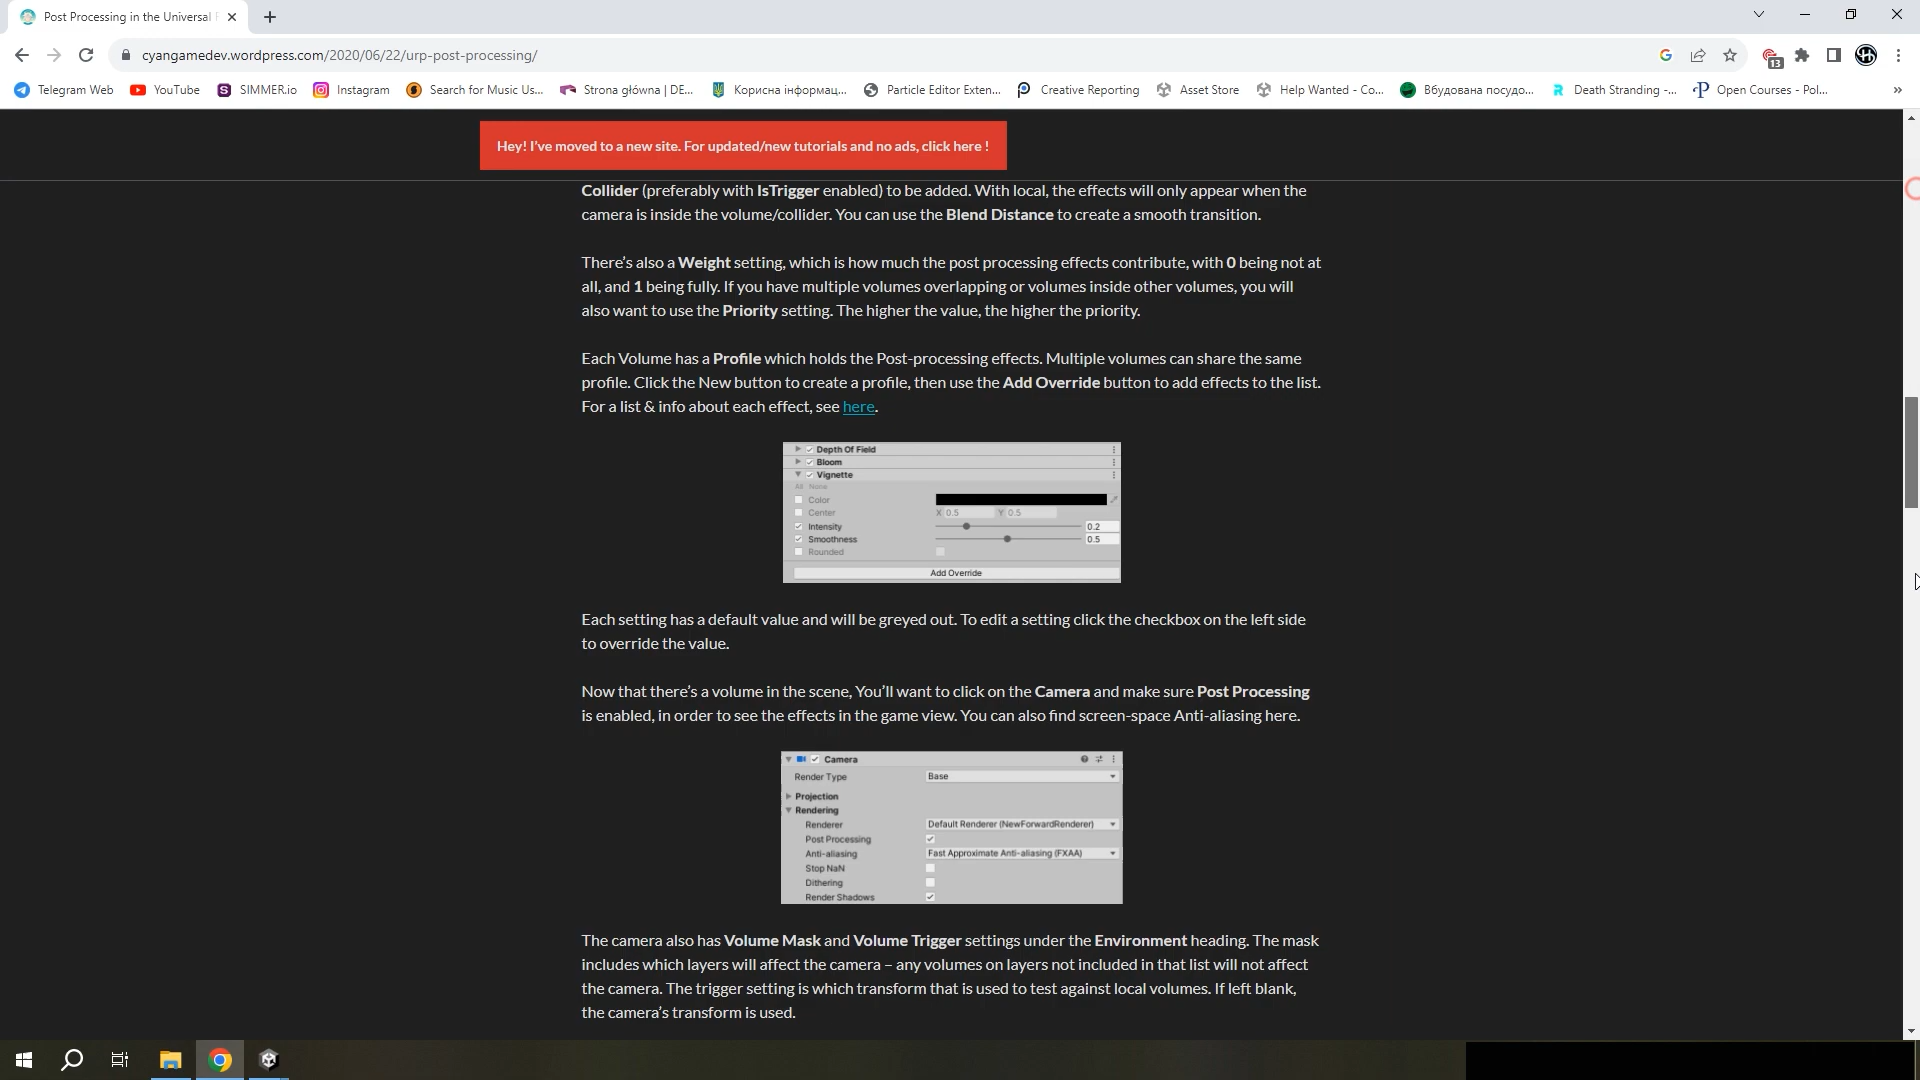 Post Processing in the Universal
cyangamedev.wordpress.com/2020/06/22/urp-post-processing/
13
Telegram Web
YouTube
SIMMER.io
Instagram
Search for Music Us...
Strona główna | DE...
Корисна інформац...
Particle Editor Exten...
Creative Reporting
Asset Store
Help Wanted - Co...
Вбудована посудо...
Death Stranding -...
Open Courses - Pol...
Hey! I've moved to a new site. For updated/new tutorials and no ads, click here !
Collider (preferably with IsTrigger enabled) to be added. With local, the effects will only appear when the
camera is inside the volume/collider. You can use the Blend Distance to create a smooth transition.
There's also a Weight setting, which is how much the post processing effects contribute, with 0 being not at
all, and 1 being fully. If you have multiple volumes overlapping or volumes inside other volumes, you will
also want to use the Priority setting. The higher the value, the higher the priority.
Each Volume has a Profile which holds the Post-processing effects. Multiple volumes can share the same
profile. Click the New button to create a profile, then use the Add Override button to add effects to the list.
For a list & info about each effect, see here.
Depth Of Field
Bloom
Vignette
All None
Color
Center X 0.5 Y 0.5
Intensity 0.2
Smoothness 0.5
Rounded
Add Override
Each setting has a default value and will be greyed out. To edit a setting click the checkbox on the left side
to override the value.
Now that there's a volume in the scene, You'll want to click on the Camera and make sure Post Processing
is enabled, in order to see the effects in the game view. You can also find screen-space Anti-aliasing here.
Camera
Render Type Base
Projection
Rendering
Renderer Default Renderer (NewForwardRenderer)
Post Processing
Anti-aliasing Fast Approximate Anti-aliasing (FXAA)
Stop NaN
Dithering
Render Shadows
The camera also has Volume Mask and Volume Trigger settings under the Environment heading. The mask
includes which layers will affect the camera – any volumes on layers not included in that list will not affect
the camera. The trigger setting is which transform that is used to test against local volumes. If left blank,
the camera's transform is used.